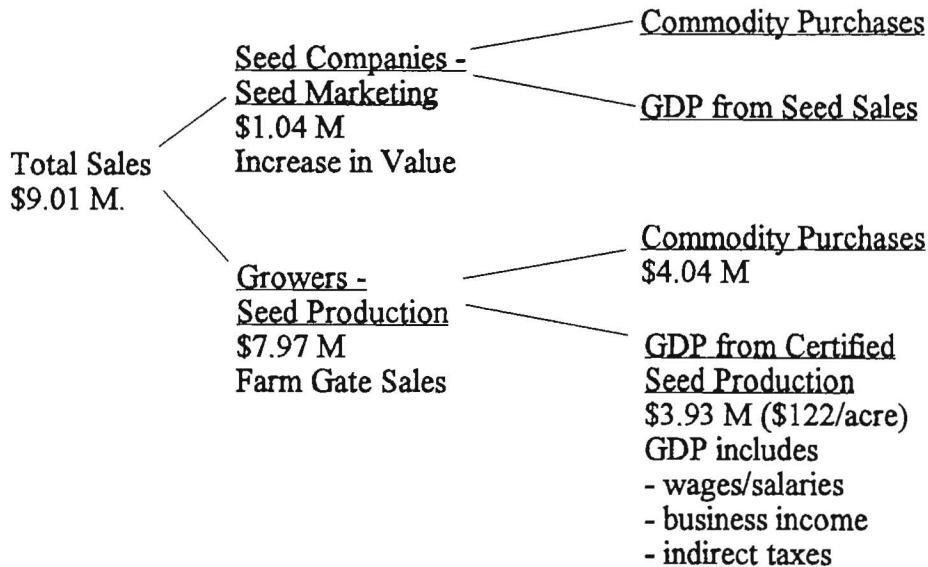 Total Sales
$9.01 M.
Seed Companies -
Seed Marketing
$1.04 M
Increase in Value
Commodity Purchases
GDP from Seed Sales
Growers -
Seed Production
$7.97 M
Farm Gate Sales
Commodity Purchases
$4.04 M
GDP from Certified
Seed Production
$3.93 M ($122/acre)
GDP includes
- wages/salaries
- business income
- indirect taxes